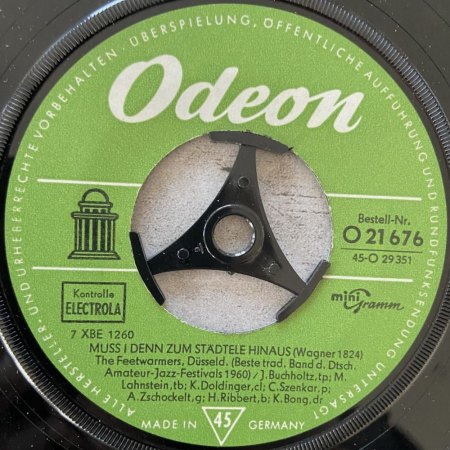 ALLE HERSTELLER- UND URHEBERRECHTE VORBEHALTEN · ÜBERSPIELUNG, ÖFFENTLICHE AUFFÜHRUNG UND RUNDFUNKSENDUNG UNTERSAGT
Odeon
Bestell-Nr.
O 21 676
45-O 29 351
Kontrolle
ELECTROLA
mini Gramm
7 XBE 1260
MUSS I DENN ZUM STÄDTELE HINAUS (Wagner 1824)
The Feetwarmers, Düsseld. (Beste trad. Band d. Dtsch.
Amateur-Jazz-Festivals 1960) / J. Buchholtz, tp; M.
Lahnstein, tb; K. Doldinger, cl; C. Szenkar, p;
A. Zschockelt, g; H. Ribbert, b; K. Bong, dr
MADE IN 45 GERMANY